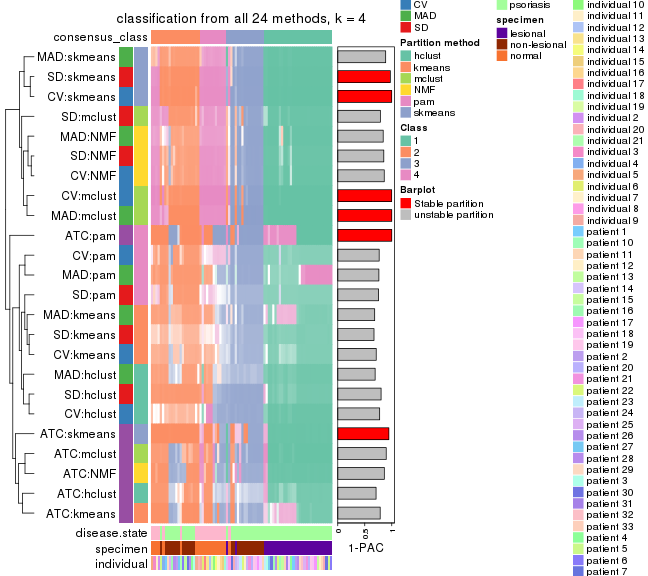 classification from all 24 methods, k = 4
consensus_class
MAD:skmeans
SD:skmeans
CV:skmeans
SD:mclust
MAD:NMF
SD:NMF
CV:NMF
CV:mclust
MAD:mclust
ATC:pam
CV:pam
MAD:pam
SD:pam
MAD:kmeans
SD:kmeans
CV:kmeans
MAD:hclust
SD:hclust
CV:hclust
ATC:skmeans
ATC:mclust
ATC:NMF
ATC:hclust
ATC:kmeans
disease.state
specimen
individual
0
0.5
1
1-PAC
CV
MAD
SD
Partition method
hclust
kmeans
mclust
NMF
pam
skmeans
Class
1
2
3
4
Barplot
Stable partition
unstable partition
psoriasis
specimen
lesional
non-lesional
normal
individual 10
individual 11
individual 12
individual 13
individual 14
individual 15
individual 16
individual 17
individual 18
individual 19
individual 2
individual 20
individual 21
individual 3
individual 4
individual 5
individual 6
individual 7
individual 8
individual 9
patient 1
patient 10
patient 11
patient 12
patient 13
patient 14
patient 15
patient 16
patient 17
patient 18
patient 19
patient 2
patient 20
patient 21
patient 22
patient 23
patient 24
patient 25
patient 26
patient 27
patient 28
patient 29
patient 3
patient 30
patient 31
patient 32
patient 33
patient 4
patient 5
patient 6
patient 7